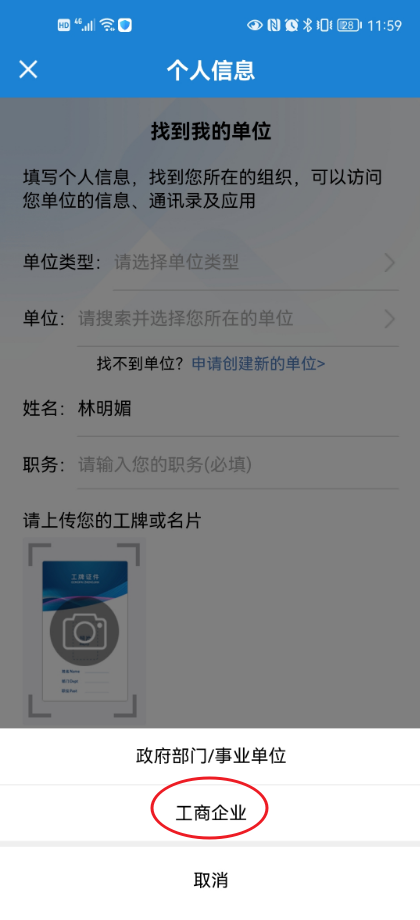 HD 4G 28 11:59
个人信息
找到我的单位
填写个人信息，找到您所在的组织，可以访问
您单位的信息、通讯录及应用
单位类型：请选择单位类型
单位：请搜索并选择您所在的单位
找不到单位？申请创建新的单位>
姓名：林明媚
职务：请输入您的职务(必填)
请上传您的工牌或名片
工牌证件
政府部门/事业单位
工商企业
取消